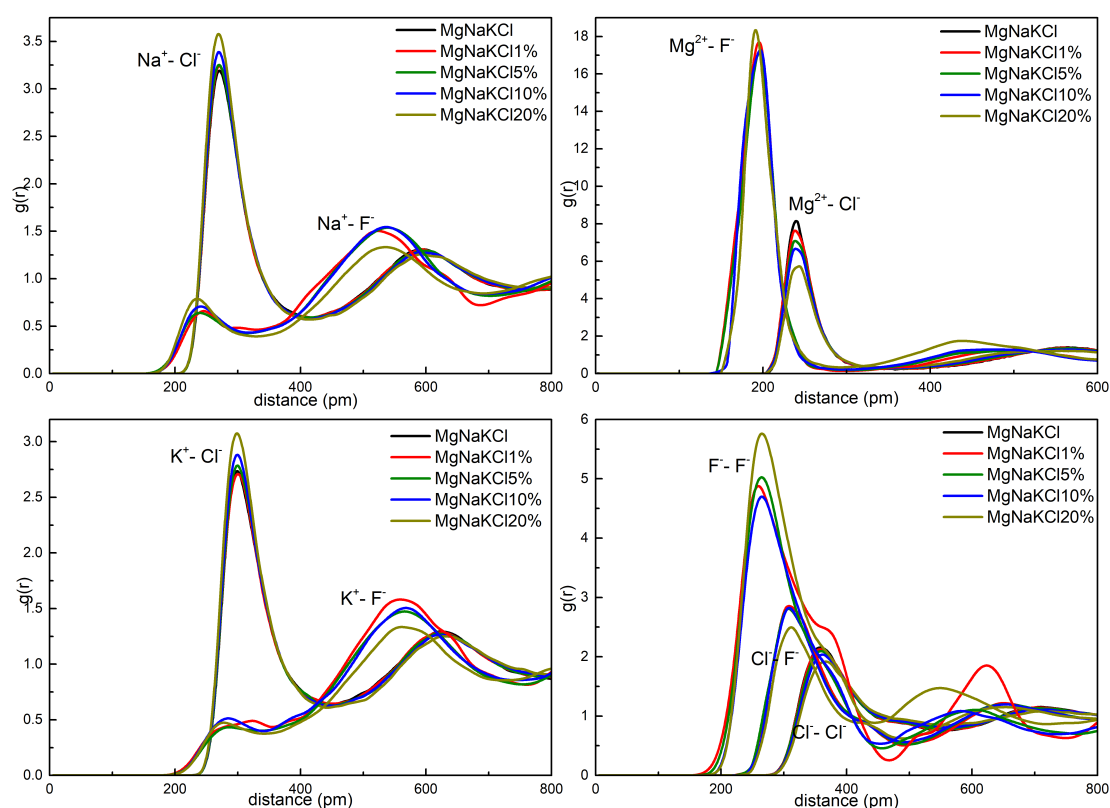 Na⁺- Cl⁻
Na⁺- F⁻
MgNaKCl
MgNaKCl1%
MgNaKCl5%
MgNaKCl10%
MgNaKCl20%
g(r)
3.5
3.0
2.5
2.0
1.5
1.0
0.5
0.0
0 200 400 600 800
distance (pm)
Mg²⁺- F⁻
Mg²⁺- Cl⁻
MgNaKCl
MgNaKCl1%
MgNaKCl5%
MgNaKCl10%
MgNaKCl20%
g(r)
18
16
14
12
10
8
6
4
2
0
0 200 400 600
distance (pm)
K⁺- Cl⁻
K⁺- F⁻
MgNaKCl
MgNaKCl1%
MgNaKCl5%
MgNaKCl10%
MgNaKCl20%
g(r)
3.0
2.5
2.0
1.5
1.0
0.5
0.0
0 200 400 600 800
distance (pm)
F⁻- F⁻
Cl⁻- F⁻
Cl⁻- Cl⁻
MgNaKCl
MgNaKCl1%
MgNaKCl5%
MgNaKCl10%
MgNaKCl20%
g(r)
6
5
4
3
2
1
0
0 200 400 600 800
distance (pm)